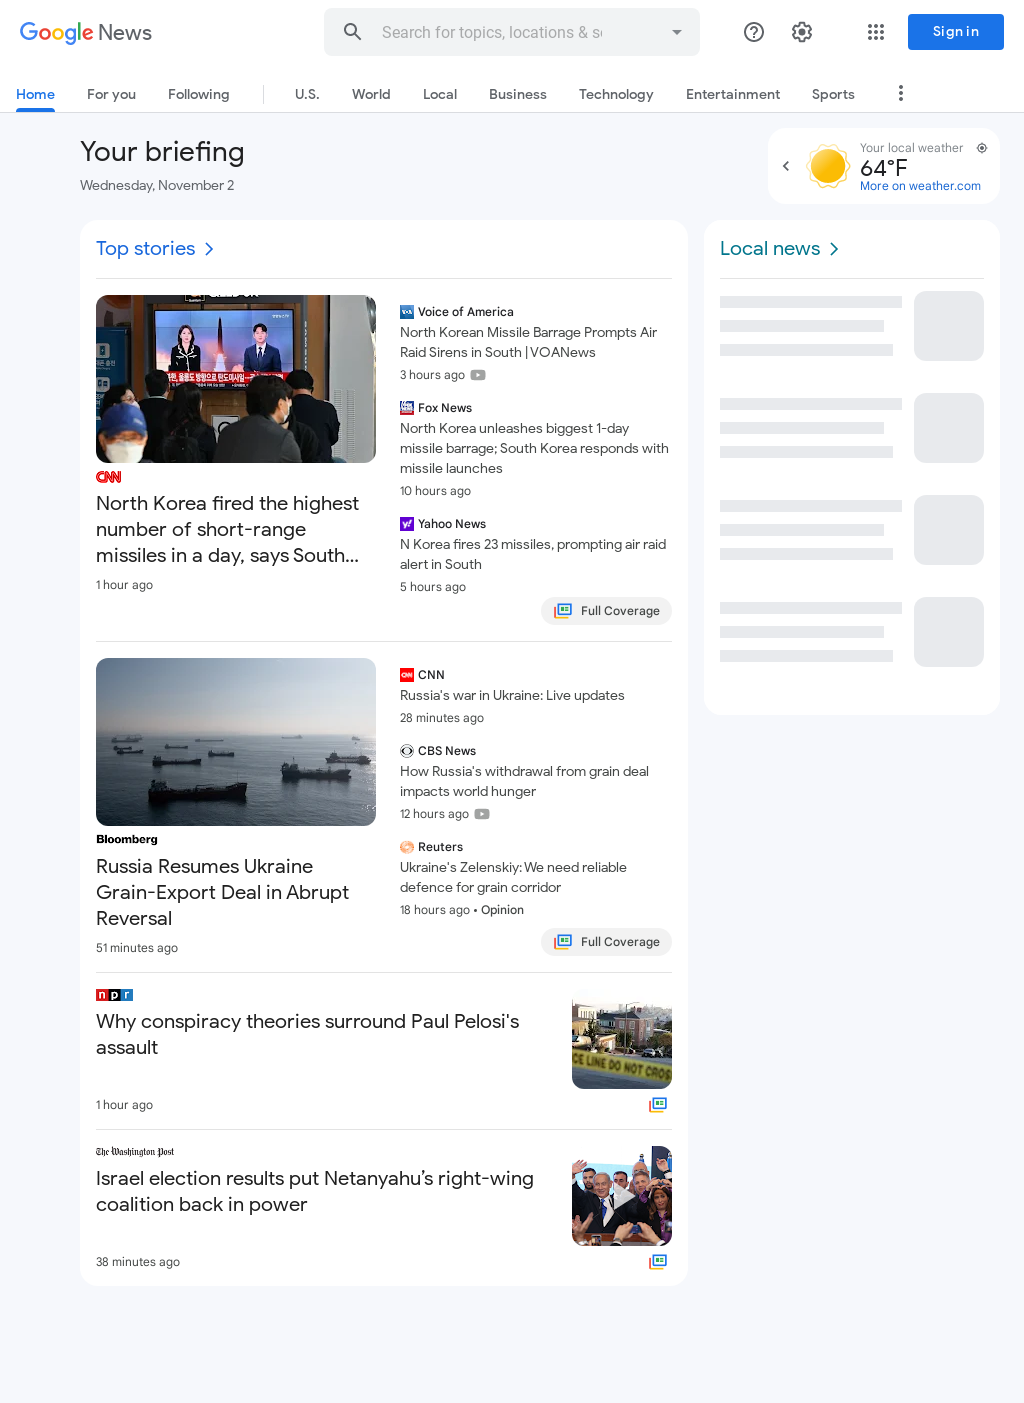 Google News
Search for topics, locations & so
Sign in
Home
For you
Following
U.S.
World
Local
Business
Technology
Entertainment
Sports
Your briefing
Wednesday, November 2
Your local weather
64°F
More on weather.com
Top stories
Local news
CNN
North Korea fired the highest
number of short-range
missiles in a day, says South...
1 hour ago
VOA Voice of America
North Korean Missile Barrage Prompts Air
Raid Sirens in South | VOANews
3 hours ago
Fox News
North Korea unleashes biggest 1-day
missile barrage; South Korea responds with
missile launches
10 hours ago
Yahoo News
N Korea fires 23 missiles, prompting air raid
alert in South
5 hours ago
Full Coverage
Bloomberg
Russia Resumes Ukraine
Grain-Export Deal in Abrupt
Reversal
51 minutes ago
CNN
Russia's war in Ukraine: Live updates
28 minutes ago
CBS News
How Russia's withdrawal from grain deal
impacts world hunger
12 hours ago
Reuters
Ukraine's Zelenskiy: We need reliable
defence for grain corridor
18 hours ago • Opinion
Full Coverage
npr
Why conspiracy theories surround Paul Pelosi's
assault
1 hour ago
ICE LINE DO NOT CROS
The Washington Post
Israel election results put Netanyahu’s right-wing
coalition back in power
38 minutes ago